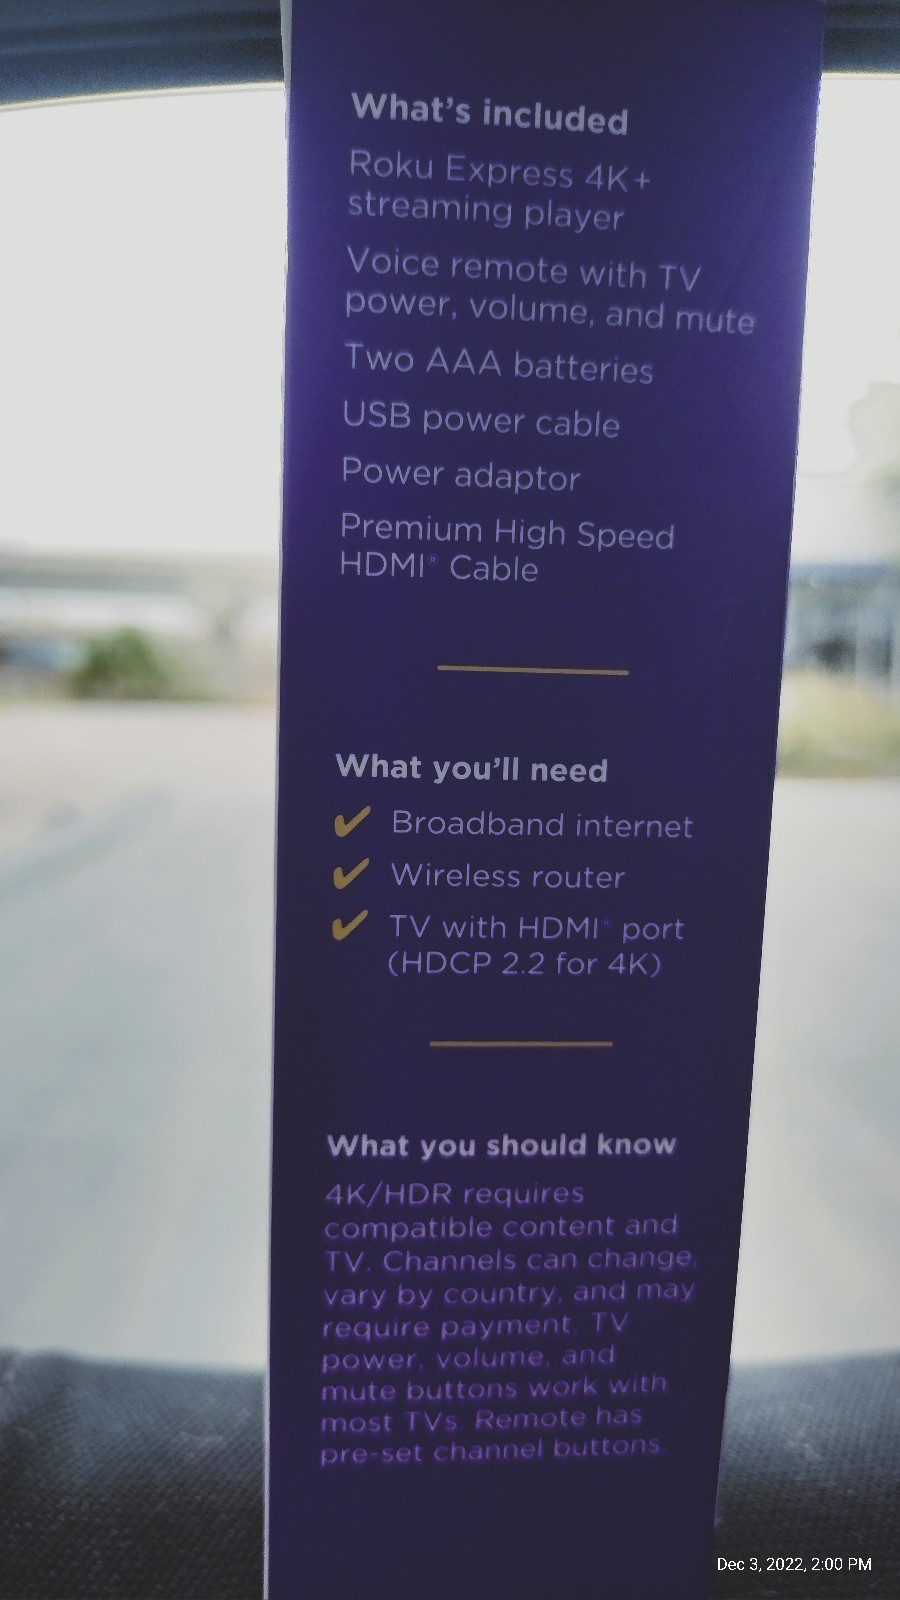 What's included
Roku Express 4K+
streaming player
Voice remote with TV
power, volume, and mute
Two AAA batteries
USB power cable
Power adaptor
Premium High Speed
HDMI® Cable
What you'll need
✔ Broadband internet
✔ Wireless router
✔ TV with HDMI® port
(HDCP 2.2 for 4K)
What you should know
4K/HDR requires
compatible content and
TV. Channels can change,
vary by country, and may
require payment. TV
power, volume, and
mute buttons work with
most TVs. Remote has
pre-set channel buttons.
Dec 3, 2022, 2:00 PM